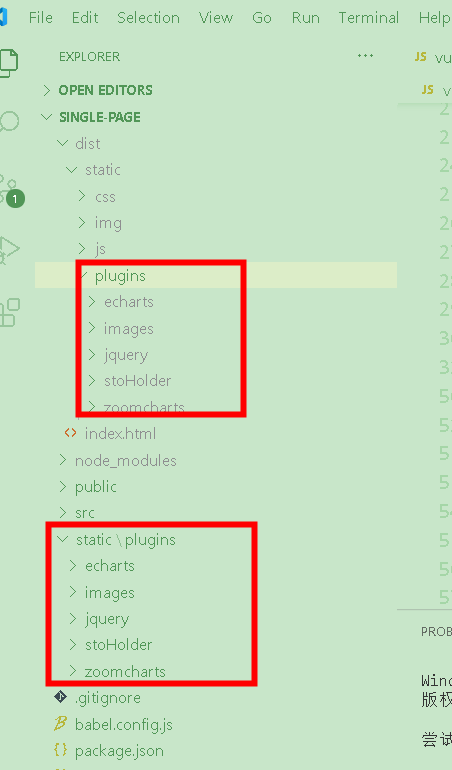 File Edit Selection View Go Run Terminal Help
EXPLORER ...
JS vu
OPEN EDITORS
JS v
SINGLE-PAGE
dist
static
css
1
img
js
plugins
echarts
images
jquery
stoHolder
zoomcharts
<> index.html
node_modules
public
src
static \ plugins
echarts
images
jquery
stoHolder
zoomcharts
PROB
.gitignore
Wind
版权
babel.config.js
尝试
{} package.json